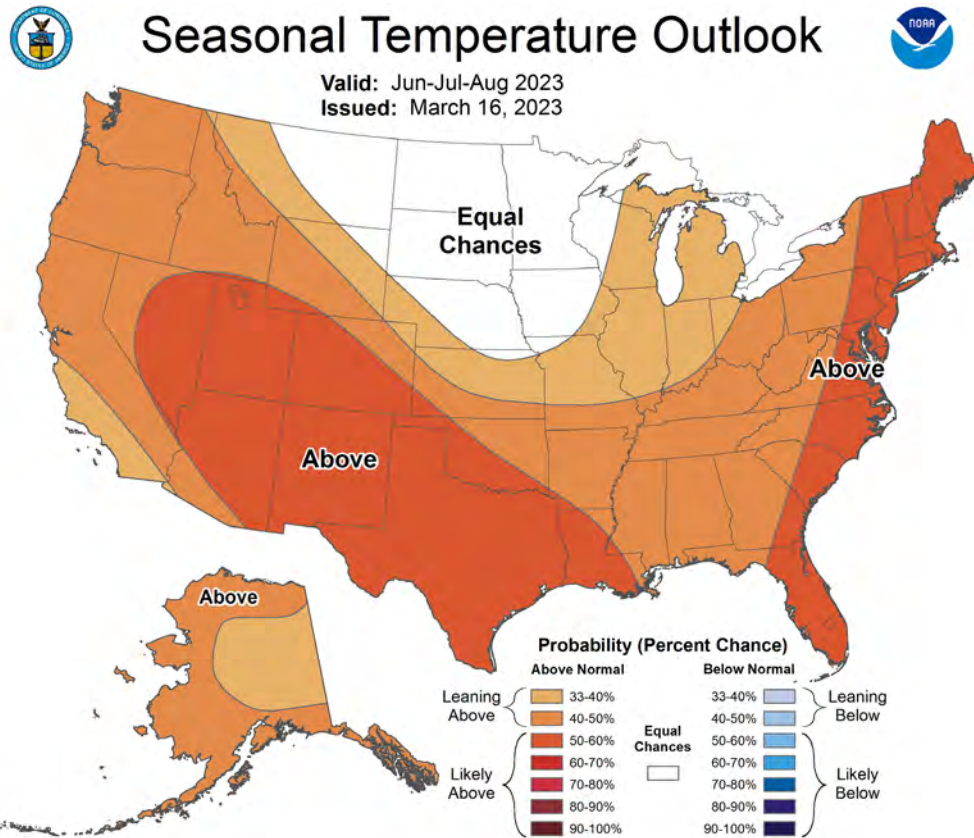 Seasonal Temperature Outlook
NOAA
Valid: Jun-Jul-Aug 2023
Issued: March 16, 2023
Equal
Chances
Above
Above
Above
Probability (Percent Chance)
Above Normal
Below Normal
Leaning
Above
33-40%
40-50%
Likely
Above
50-60%
60-70%
70-80%
80-90%
90-100%
Equal
Chances
33-40%
40-50%
Leaning
Below
50-60%
60-70%
70-80%
80-90%
90-100%
Likely
Below